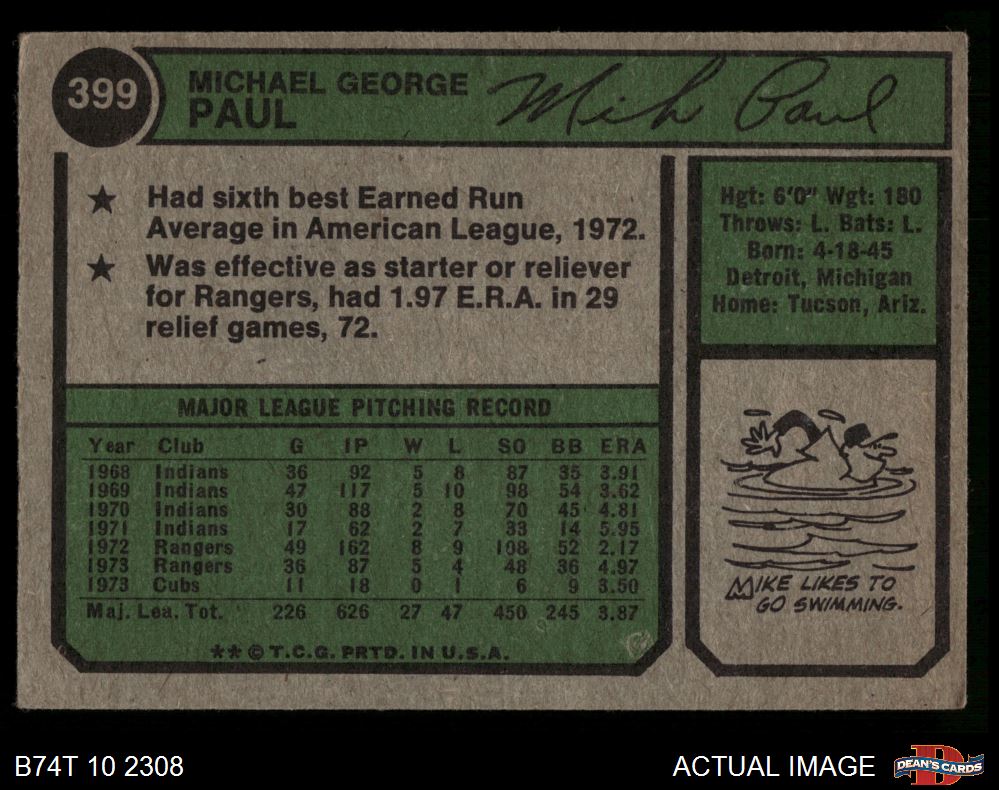 399
MICHAEL GEORGE
PAUL
Mich Paul
★ Had sixth best Earned Run
Average in American League, 1972.
★ Was effective as starter or reliever
for Rangers, had 1.97 E.R.A. in 29
relief games, 72.
Hgt: 6'0" Wgt: 180
Throws: L. Bats: L.
Born: 4-18-45
Detroit, Michigan
Home: Tucson, Ariz.
MAJOR LEAGUE PITCHING RECORD
Year Club G IP W L SO BB ERA
1968 Indians 36 92 5 8 87 35 3.91
1969 Indians 47 117 5 10 98 54 3.62
1970 Indians 30 88 2 8 70 45 4.81
1971 Indians 17 62 2 7 33 14 5.95
1972 Rangers 49 162 8 9 108 52 2.17
1973 Rangers 36 87 5 4 48 36 4.97
1973 Cubs 11 18 0 1 6 9 3.50
Maj. Lea. Tot. 226 626 27 47 450 245 3.87
** © T.C.G. PRTD. IN U.S.A.
MIKE LIKES TO
GO SWIMMING.
B74T 10 2308
ACTUAL IMAGE
DEAN'S CARDS